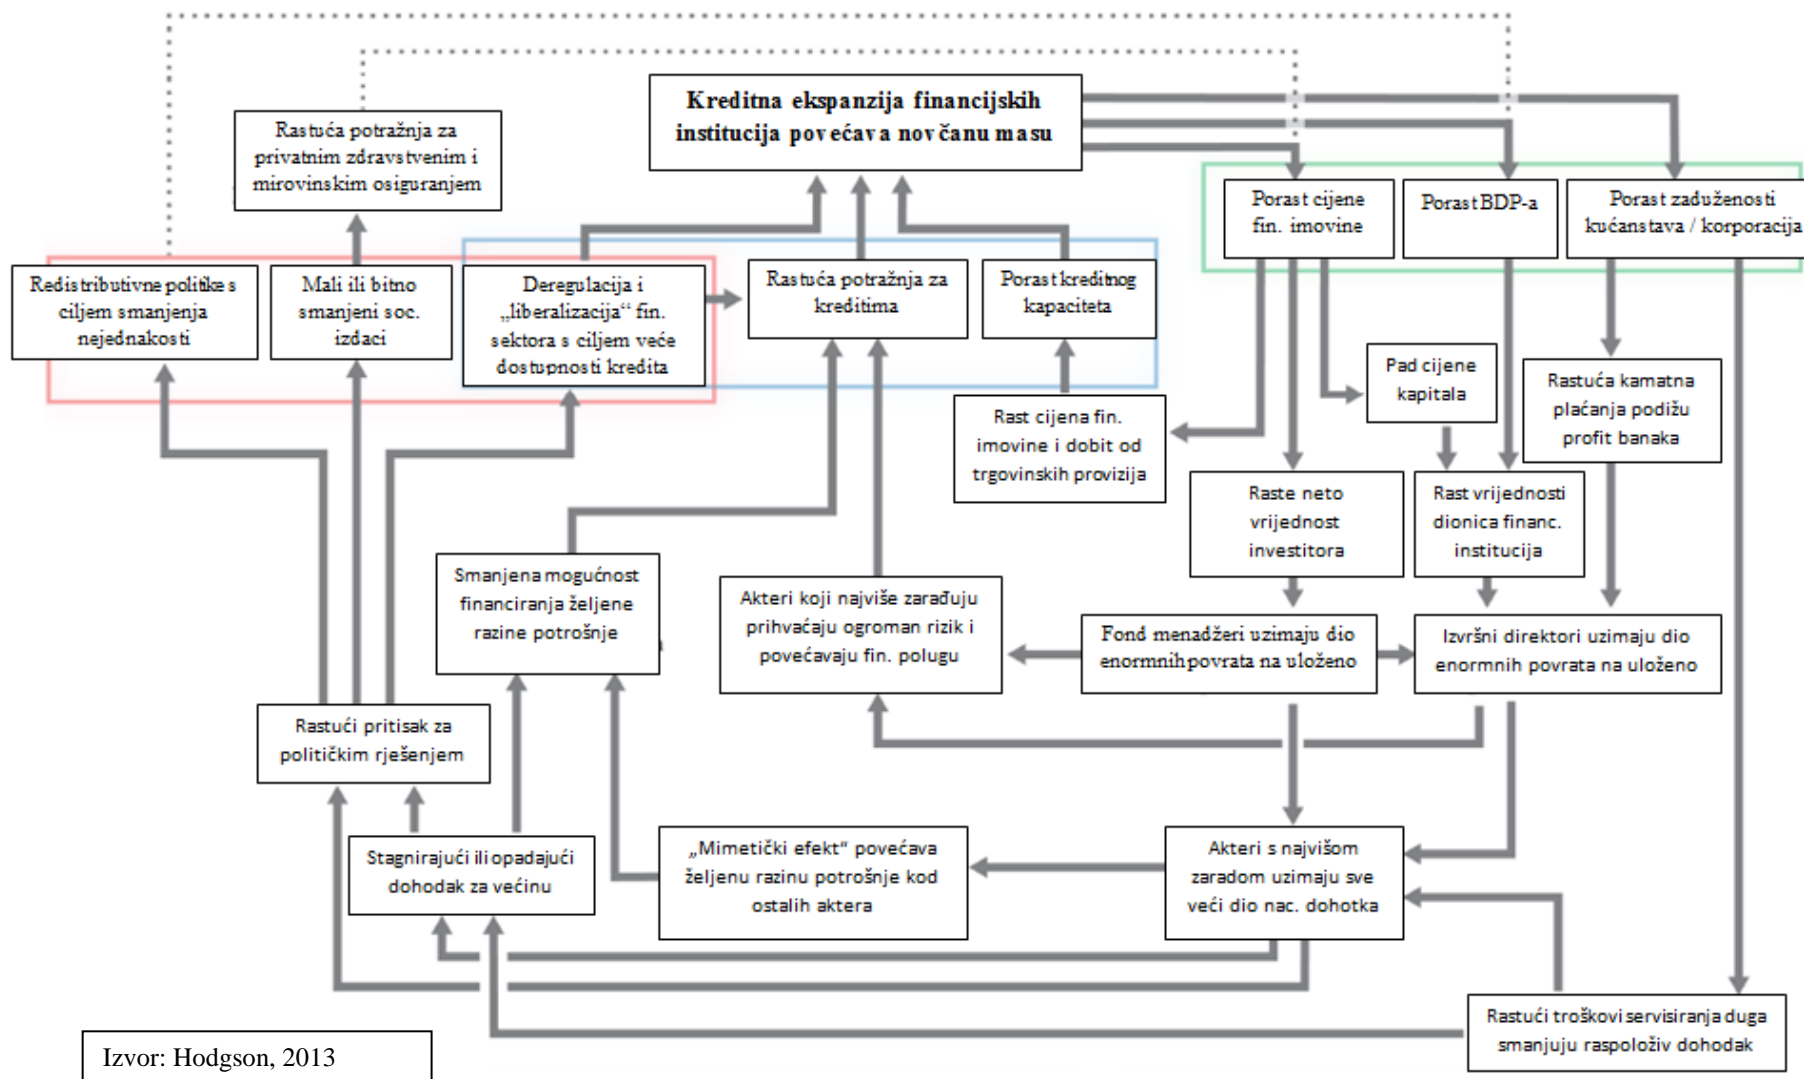 Kreditna ekspanzija financijskih
institucija povećava novčanu masu
Rastuća potražnja za
privatnim zdravstvenim i
mirovinskim osiguranjem
Porast cijene
fin. imovine
Porast BDP-a
Porast zaduženosti
kućanstava / korporacija
Redistributivne politike s
ciljem smanjenja
nejednakosti
Mali ili bitno
smanjeni soc.
izdaci
Deregulacija i
„liberalizacija“ fin.
sektora s ciljem veće
dostupnosti kredita
Rastuća potražnja za
kreditima
Porast kreditnog
kapaciteta
Pad cijene
kapitala
Rastuća kamatna
plaćanja podižu
profit banaka
Rast cijena fin.
imovine i dobit od
trgovinskih provizija
Raste neto
vrijednost
investitora
Rast vrijednosti
dionica financ.
institucija
Smanjena mogućnost
financiranja željene
razine potrošnje
Akteri koji najviše zarađuju
prihvaćaju ogroman rizik i
povećavaju fin. polugu
Fond menadžeri uzimaju dio
enormnih povrata na uloženo
Izvršni direktori uzimaju dio
enormnih povrata na uloženo
Rastući pritisak za
političkim rješenjem
Stagnirajući ili opadajući
dohodak za većinu
„Mimetički efekt“ povećava
željenu razinu potrošnje kod
ostalih aktera
Akteri s najvišom
zaradom uzimaju sve
veći dio nac. dohotka
Rastući troškovi servisiranja duga
smanjuju raspoloživ dohodak
Izvor: Hodgson, 2013